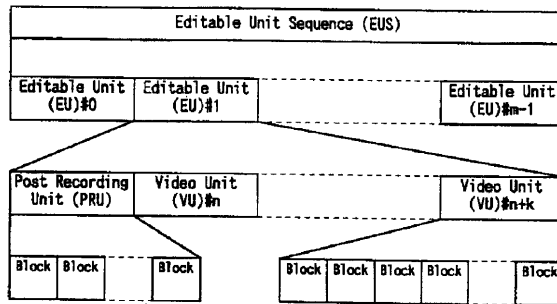 Editable Unit Sequence (EUS)
Editable Unit
(EU)#0
Editable Unit
(EU)#1
Editable Unit
(EU)#m-1
Post Recording
Unit (PRU)
Video Unit
(VU)#n
Video Unit
(VU)#n+k
Block Block Block Block Block Block Block Block